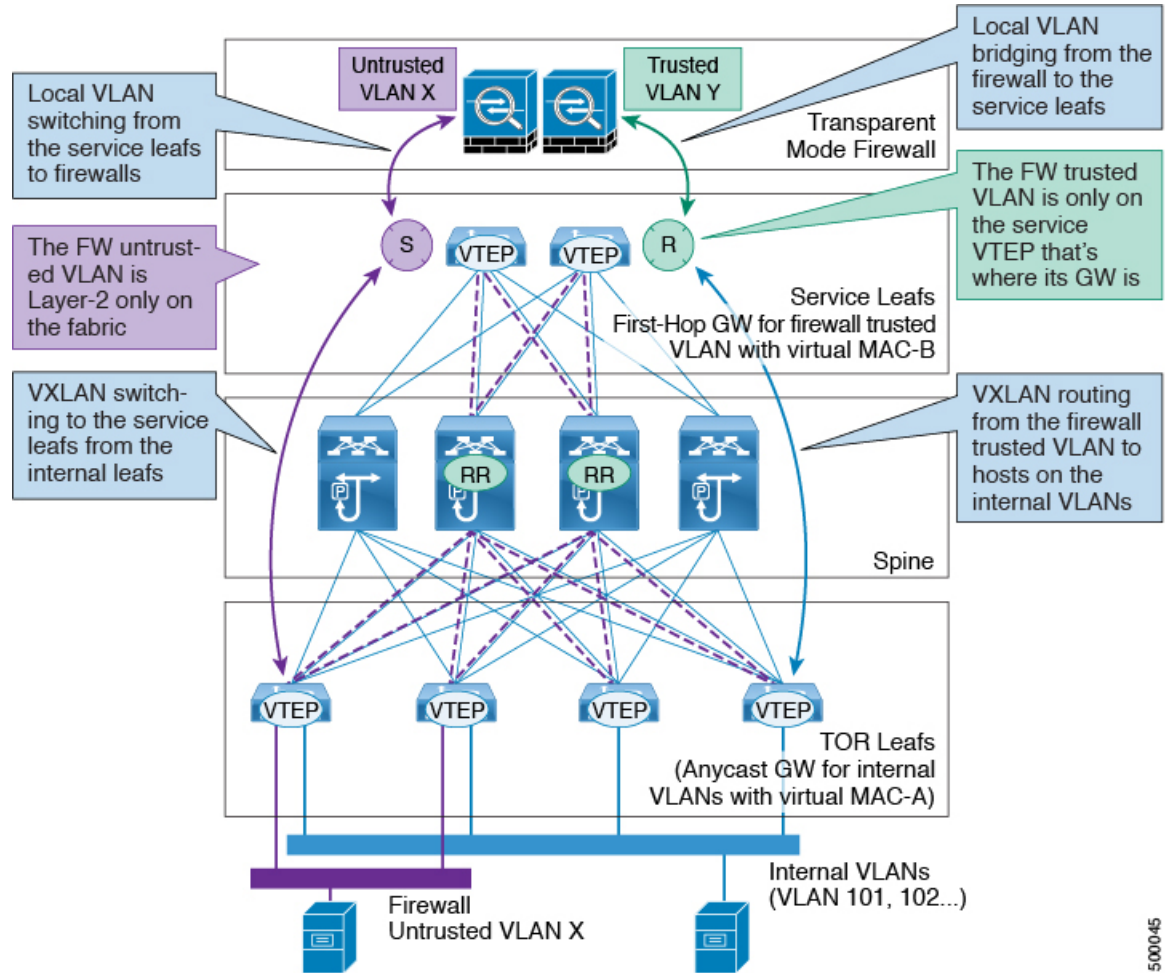 Local VLAN
switching from
the service leafs
to firewalls
Untrusted
VLAN X
Trusted
VLAN Y
Local VLAN
bridging from the
firewall to the
service leafs
Transparent
Mode Firewall
The FW untrust-
ed VLAN is
Layer-2 only on
the fabric
S
VTEP
VTEP
R
The FW trusted
VLAN is only on
the service
VTEP that's
where its GW is
Service Leafs
First-Hop GW for firewall trusted
VLAN with virtual MAC-B
VXLAN switch-
ing to the service
leafs from the
internal leafs
P
P
RR
P
RR
P
VXLAN routing
from the firewall
trusted VLAN to
hosts on the
internal VLANs
Spine
VTEP
VTEP
VTEP
VTEP
TOR Leafs
(Anycast GW for internal
VLANs with virtual MAC-A)
Internal VLANs
(VLAN 101, 102...)
Firewall
Untrusted VLAN X
500045